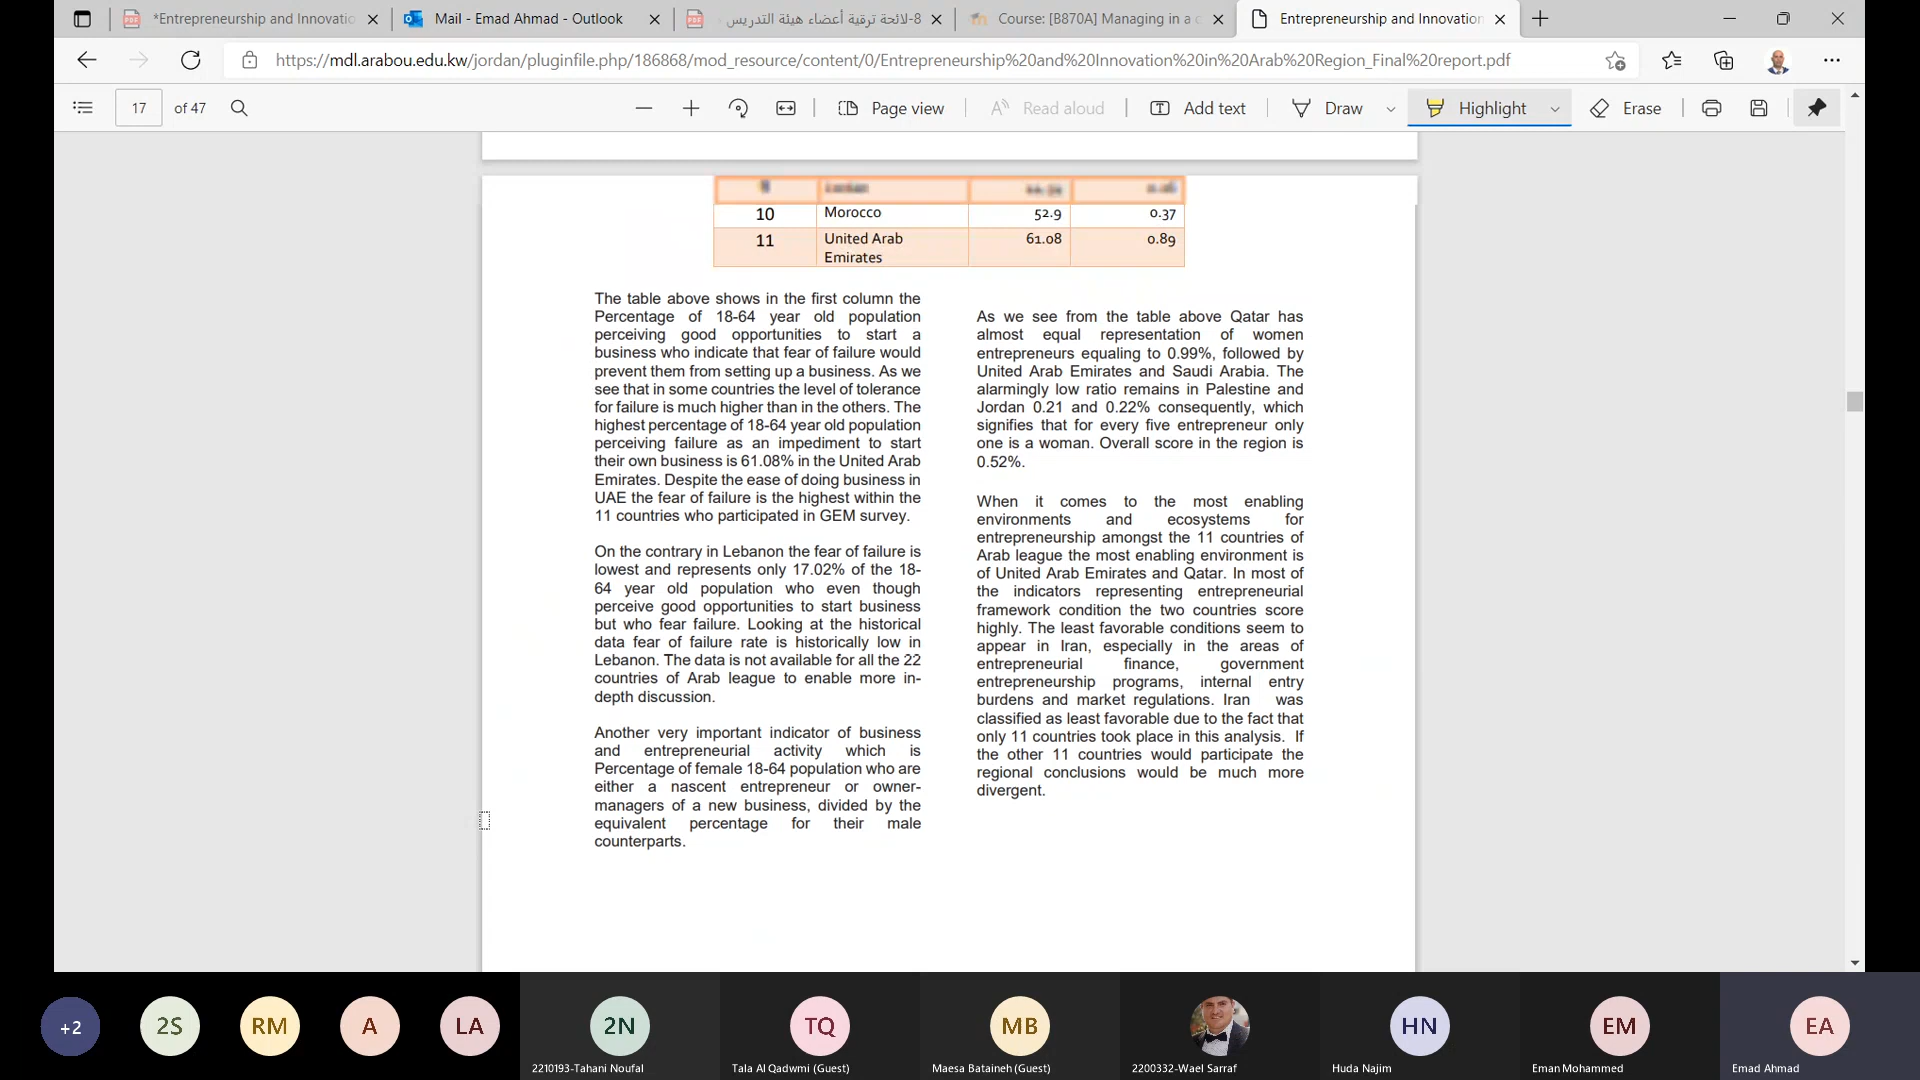 *Entrepreneurship and Innovatio
Mail - Emad Ahmad - Outlook
8-لائحة ترقية أعضاء هيئة التدريس
Course: [B870A] Managing in a c
Entrepreneurship and Innovation
https://mdl.arabou.edu.kw/jordan/pluginfile.php/186868/mod_resource/content/0/Entrepreneurship%20and%20Innovation%20in%20Arab%20Region_Final%20report.pdf
17 of 47
Page view
Read aloud
Add text
Draw
Highlight
Erase
10 Morocco 52.9 0.37
11 United Arab 61.08 0.89
Emirates
The table above shows in the first column the
Percentage of 18-64 year old population
perceiving good opportunities to start a
business who indicate that fear of failure would
prevent them from setting up a business. As we
see that in some countries the level of tolerance
for failure is much higher than in the others. The
highest percentage of 18-64 year old population
perceiving failure as an impediment to start
their own business is 61.08% in the United Arab
Emirates. Despite the ease of doing business in
UAE the fear of failure is the highest within the
11 countries who participated in GEM survey.
On the contrary in Lebanon the fear of failure is
lowest and represents only 17.02% of the 18-
64 year old population who even though
perceive good opportunities to start business
but who fear failure. Looking at the historical
data fear of failure rate is historically low in
Lebanon. The data is not available for all the 22
countries of Arab league to enable more in-
depth discussion.
Another very important indicator of business
and entrepreneurial activity which is
Percentage of female 18-64 population who are
either a nascent entrepreneur or owner-
managers of a new business, divided by the
equivalent percentage for their male
counterparts.
As we see from the table above Qatar has
almost equal representation of women
entrepreneurs equaling to 0.99%, followed by
United Arab Emirates and Saudi Arabia. The
alarmingly low ratio remains in Palestine and
Jordan 0.21 and 0.22% consequently, which
signifies that for every five entrepreneur only
one is a woman. Overall score in the region is
0.52%.
When it comes to the most enabling
environments and ecosystems for
entrepreneurship amongst the 11 countries of
Arab league the most enabling environment is
of United Arab Emirates and Qatar. In most of
the indicators representing entrepreneurial
framework condition the two countries score
highly. The least favorable conditions seem to
appear in Iran, especially in the areas of
entrepreneurial finance, government
entrepreneurship programs, internal entry
burdens and market regulations. Iran was
classified as least favorable due to the fact that
only 11 countries took place in this analysis. If
the other 11 countries would participate the
regional conclusions would be much more
divergent.
+2
2S
RM
A
LA
2N
TQ
MB
HN
EM
EA
2210193-Tahani Noufal
Tala Al Qadwmi (Guest)
Maesa Bataineh (Guest)
2200332-Wael Sarraf
Huda Najim
Eman Mohammed
Emad Ahmad